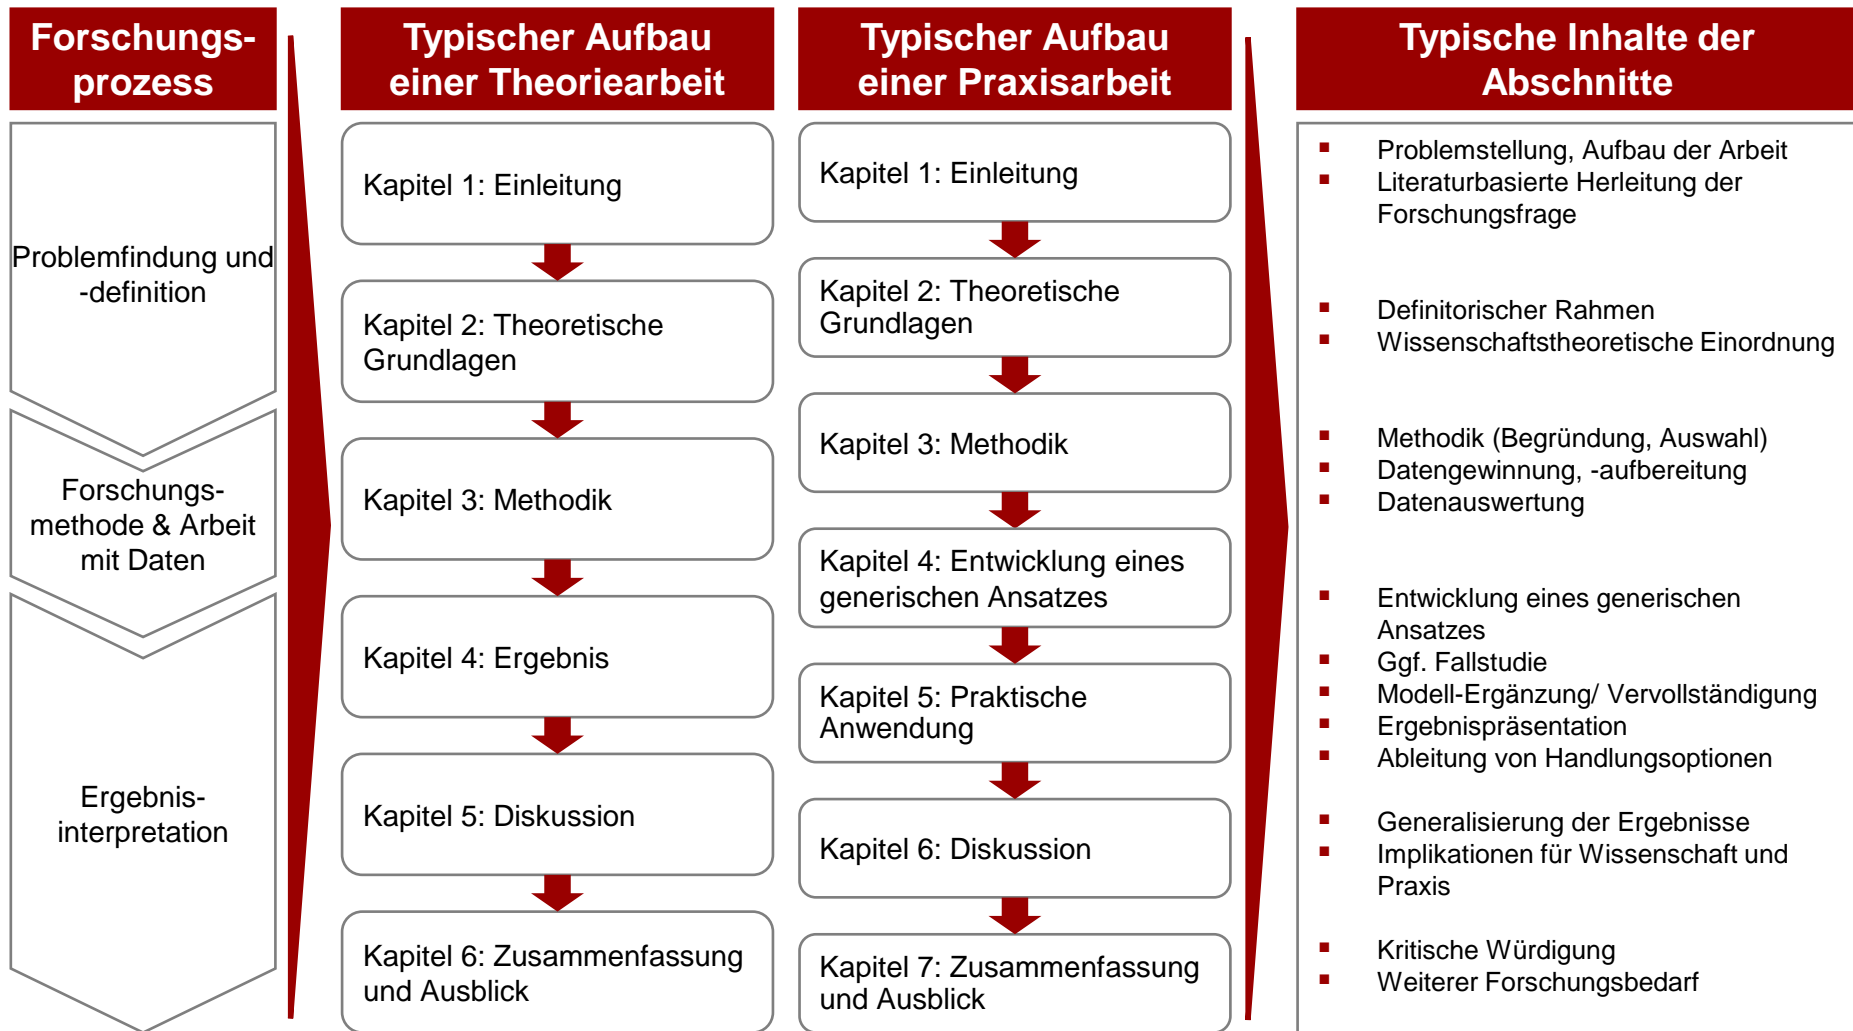 Forschungs-
prozess
Problemfindung und
-definition
Forschungs-
methode & Arbeit
mit Daten
Ergebnis-
interpretation
Typischer Aufbau
einer Theoriearbeit
Kapitel 1: Einleitung
Kapitel 2: Theoretische
Grundlagen
Kapitel 3: Methodik
Kapitel 4: Ergebnis
Kapitel 5: Diskussion
Kapitel 6: Zusammenfassung
und Ausblick
Typischer Aufbau
einer Praxisarbeit
Kapitel 1: Einleitung
Kapitel 2: Theoretische
Grundlagen
Kapitel 3: Methodik
Kapitel 4: Entwicklung eines
generischen Ansatzes
Kapitel 5: Praktische
Anwendung
Kapitel 6: Diskussion
Kapitel 7: Zusammenfassung
und Ausblick
Typische Inhalte der
Abschnitte
Problemstellung, Aufbau der Arbeit
Literaturbasierte Herleitung der
Forschungsfrage
Definitorischer Rahmen
Wissenschaftstheoretische Einordnung
Methodik (Begründung, Auswahl)
Datengewinnung, -aufbereitung
Datenauswertung
Entwicklung eines generischen
Ansatzes
Ggf. Fallstudie
Modell-Ergänzung/ Vervollständigung
Ergebnispräsentation
Ableitung von Handlungsoptionen
Generalisierung der Ergebnisse
Implikationen für Wissenschaft und
Praxis
Kritische Würdigung
Weiterer Forschungsbedarf